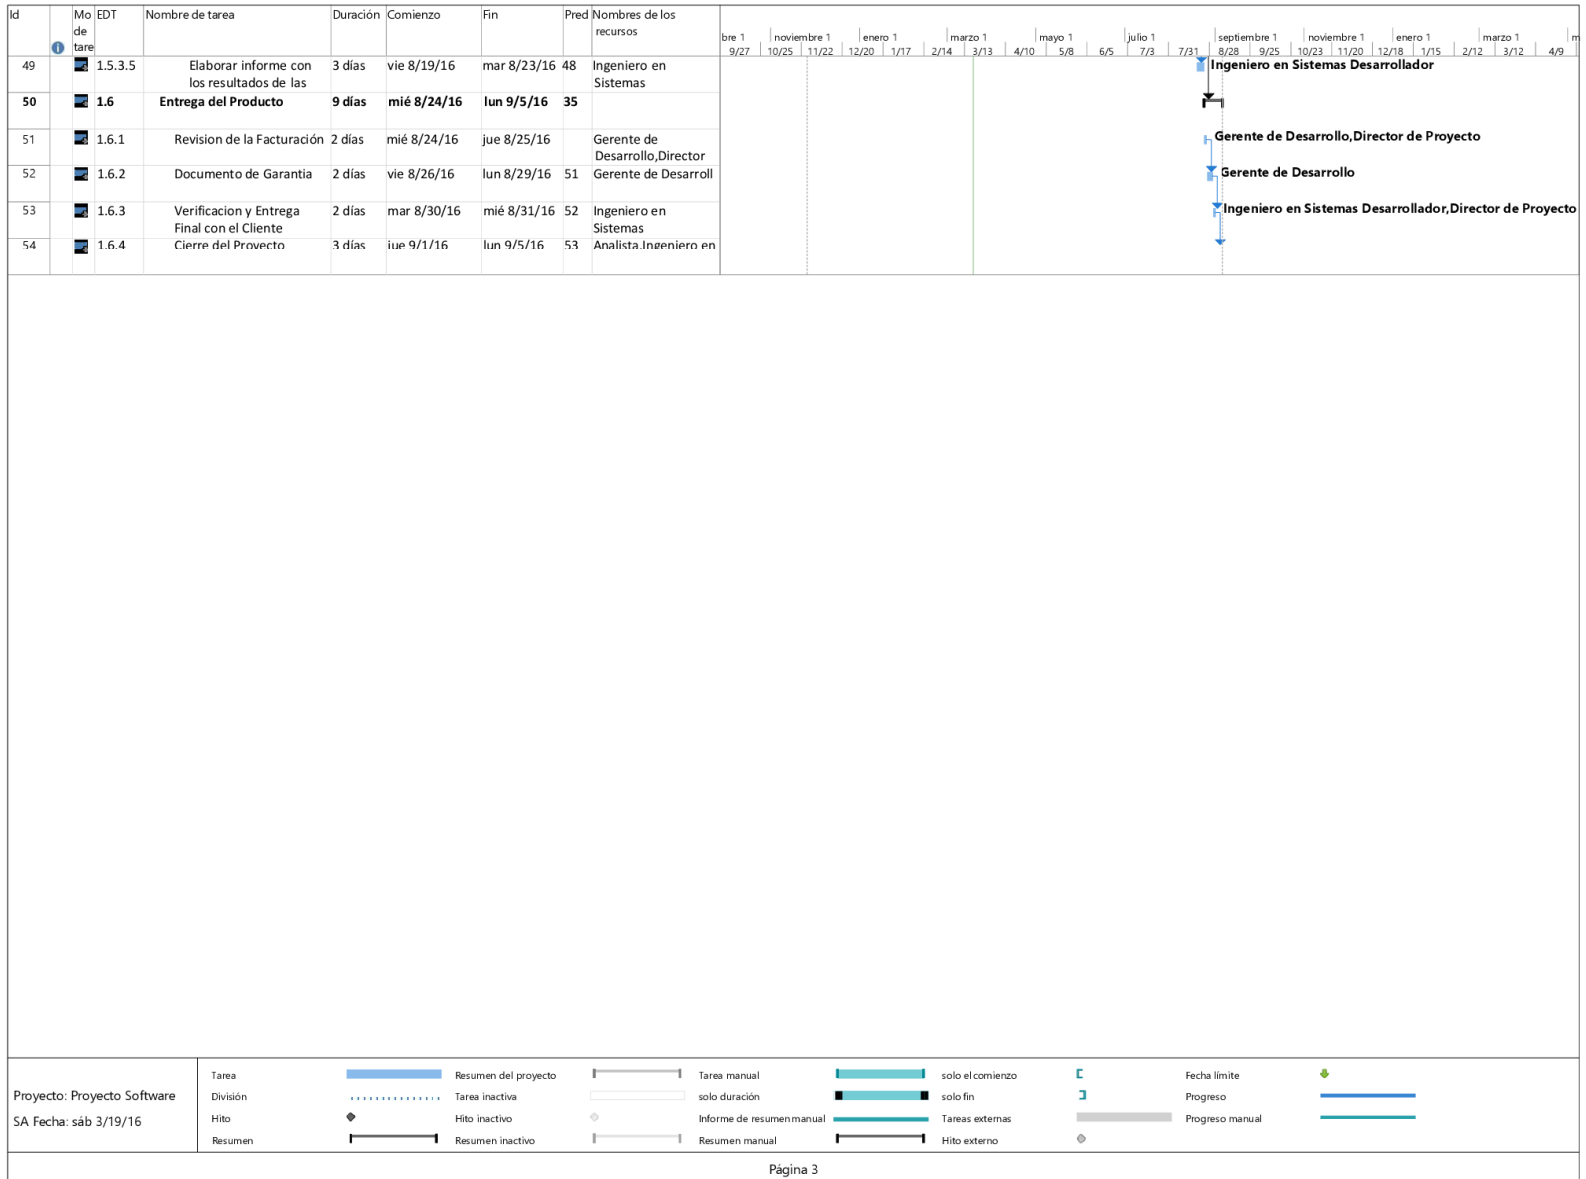 Id Mo de tare EDT Nombre de tarea Duración Comienzo Fin Pred Nombres de los recursos
bre 1 noviembre 1 enero 1 marzo 1 mayo 1 julio 1 septiembre 1 noviembre 1 enero 1 marzo 1 m
9/27 10/25 11/22 12/20 1/17 2/14 3/13 4/10 5/8 6/5 7/3 7/31 8/28 9/25 10/23 11/20 12/18 1/15 2/12 3/12 4/9
49 1.5.3.5 Elaborar informe con 3 días vie 8/19/16 mar 8/23/16 48 Ingeniero en Ingeniero en Sistemas Desarrollador
los resultados de las Sistemas
50 1.6 Entrega del Producto 9 días mié 8/24/16 lun 9/5/16 35
51 1.6.1 Revision de la Facturación 2 días mié 8/24/16 jue 8/25/16 Gerente de Gerente de Desarrollo,Director de Proyecto
Desarrollo,Director
52 1.6.2 Documento de Garantia 2 días vie 8/26/16 lun 8/29/16 51 Gerente de Desarroll Gerente de Desarrollo
53 1.6.3 Verificacion y Entrega 2 días mar 8/30/16 mié 8/31/16 52 Ingeniero en Ingeniero en Sistemas Desarrollador,Director de Proyecto
Final con el Cliente Sistemas
54 1.6.4 Cierre del Proyecto 3 días jue 9/1/16 lun 9/5/16 53 Analista,Ingeniero en
Proyecto: Proyecto Software
SA Fecha: sáb 3/19/16
Tarea Resumen del proyecto Tarea manual solo el comienzo Fecha límite
División Tarea inactiva solo duración solo fin Progreso
Hito Hito inactivo Informe de resumen manual Tareas externas Progreso manual
Resumen Resumen inactivo Resumen manual Hito externo
Página 3